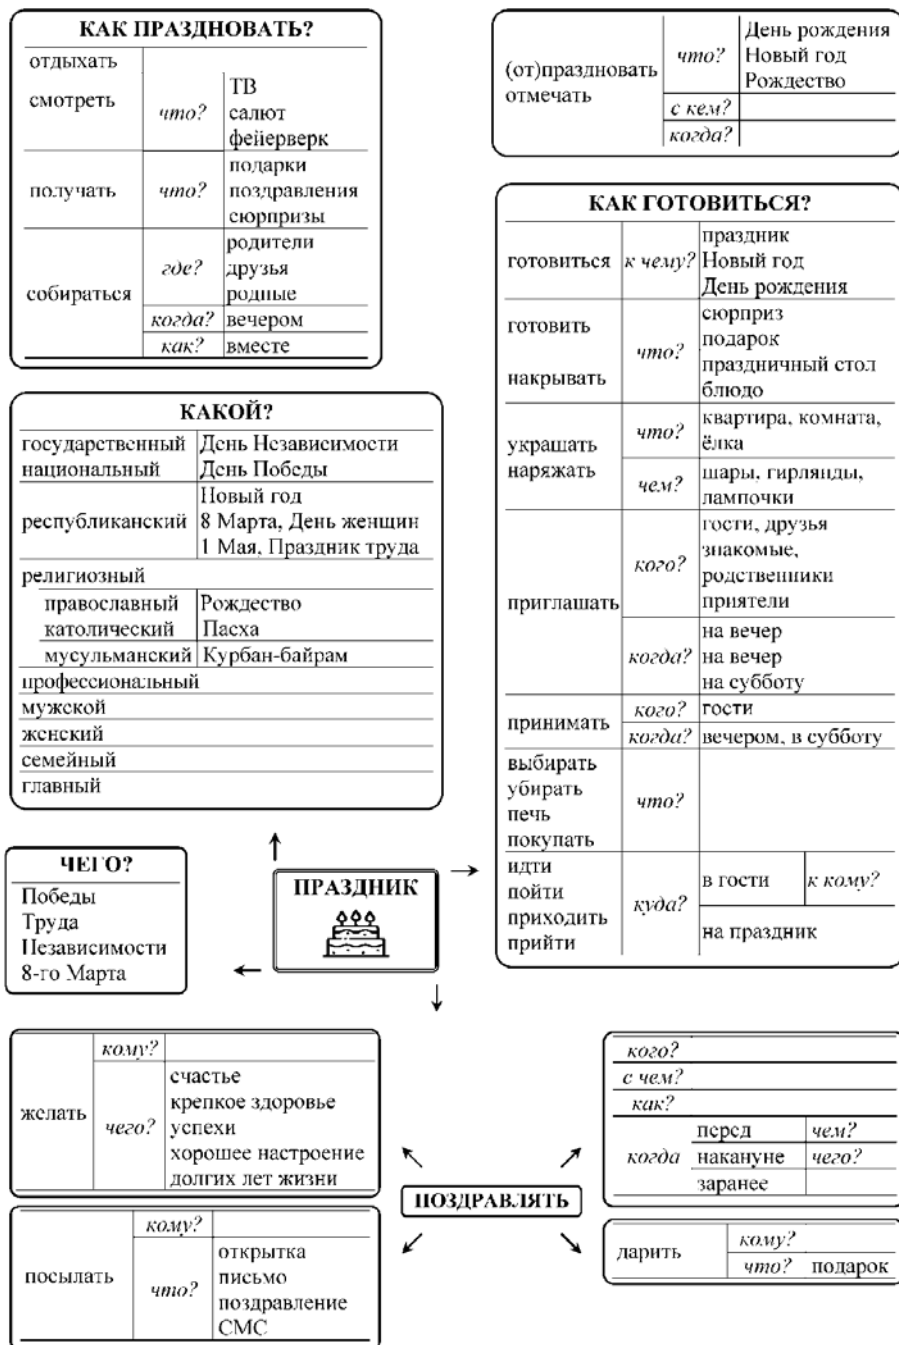 КАК ПРАЗДНОВАТЬ?
отдыхать
смотреть
что?
ТВ
салют
фейерверк
получать
что?
подарки
поздравления
сюрпризы
собираться
где?
родители
друзья
родные
когда?
вечером
как?
вместе
(от)праздновать
отмечать
что?
День рождения
Новый год
Рождество
с кем?
когда?
КАК ГОТОВИТЬСЯ?
готовиться
к чему?
праздник
Новый год
День рождения
готовить
накрывать
что?
сюрприз
подарок
праздничный стол
блюдо
украшать
наряжать
что?
квартира, комната,
ёлка
чем?
шары, гирлянды,
лампочки
приглашать
кого?
гости, друзья
знакомые,
родственники
приятели
когда?
на вечер
на вечер
на субботу
принимать
кого?
гости
когда?
вечером, в субботу
выбирать
убирать
печь
покупать
что?
идти
пойти
приходить
прийти
куда?
в гости
к кому?
на праздник
КАКОЙ?
государственный
национальный
День Независимости
День Победы
республиканский
Новый год
8 Марта, День женщин
1 Мая, Праздник труда
религиозный
православный
католический
Рождество
Пасха
мусульманский
Курбан-байрам
профессиональный
мужской
женский
семейный
главный
ЧЕГО?
Победы
Труда
Независимости
8-го Марта
ПРАЗДНИК
желать
кому?
чего?
счастье
крепкое здоровье
успехи
хорошее настроение
долгих лет жизни
посылать
кому?
что?
открытка
письмо
поздравление
СМС
ПОЗДРАВЛЯТЬ
кого?
с чем?
как?
когда
перед
чем?
накануне
чего?
заранее
дарить
кому?
что?
подарок